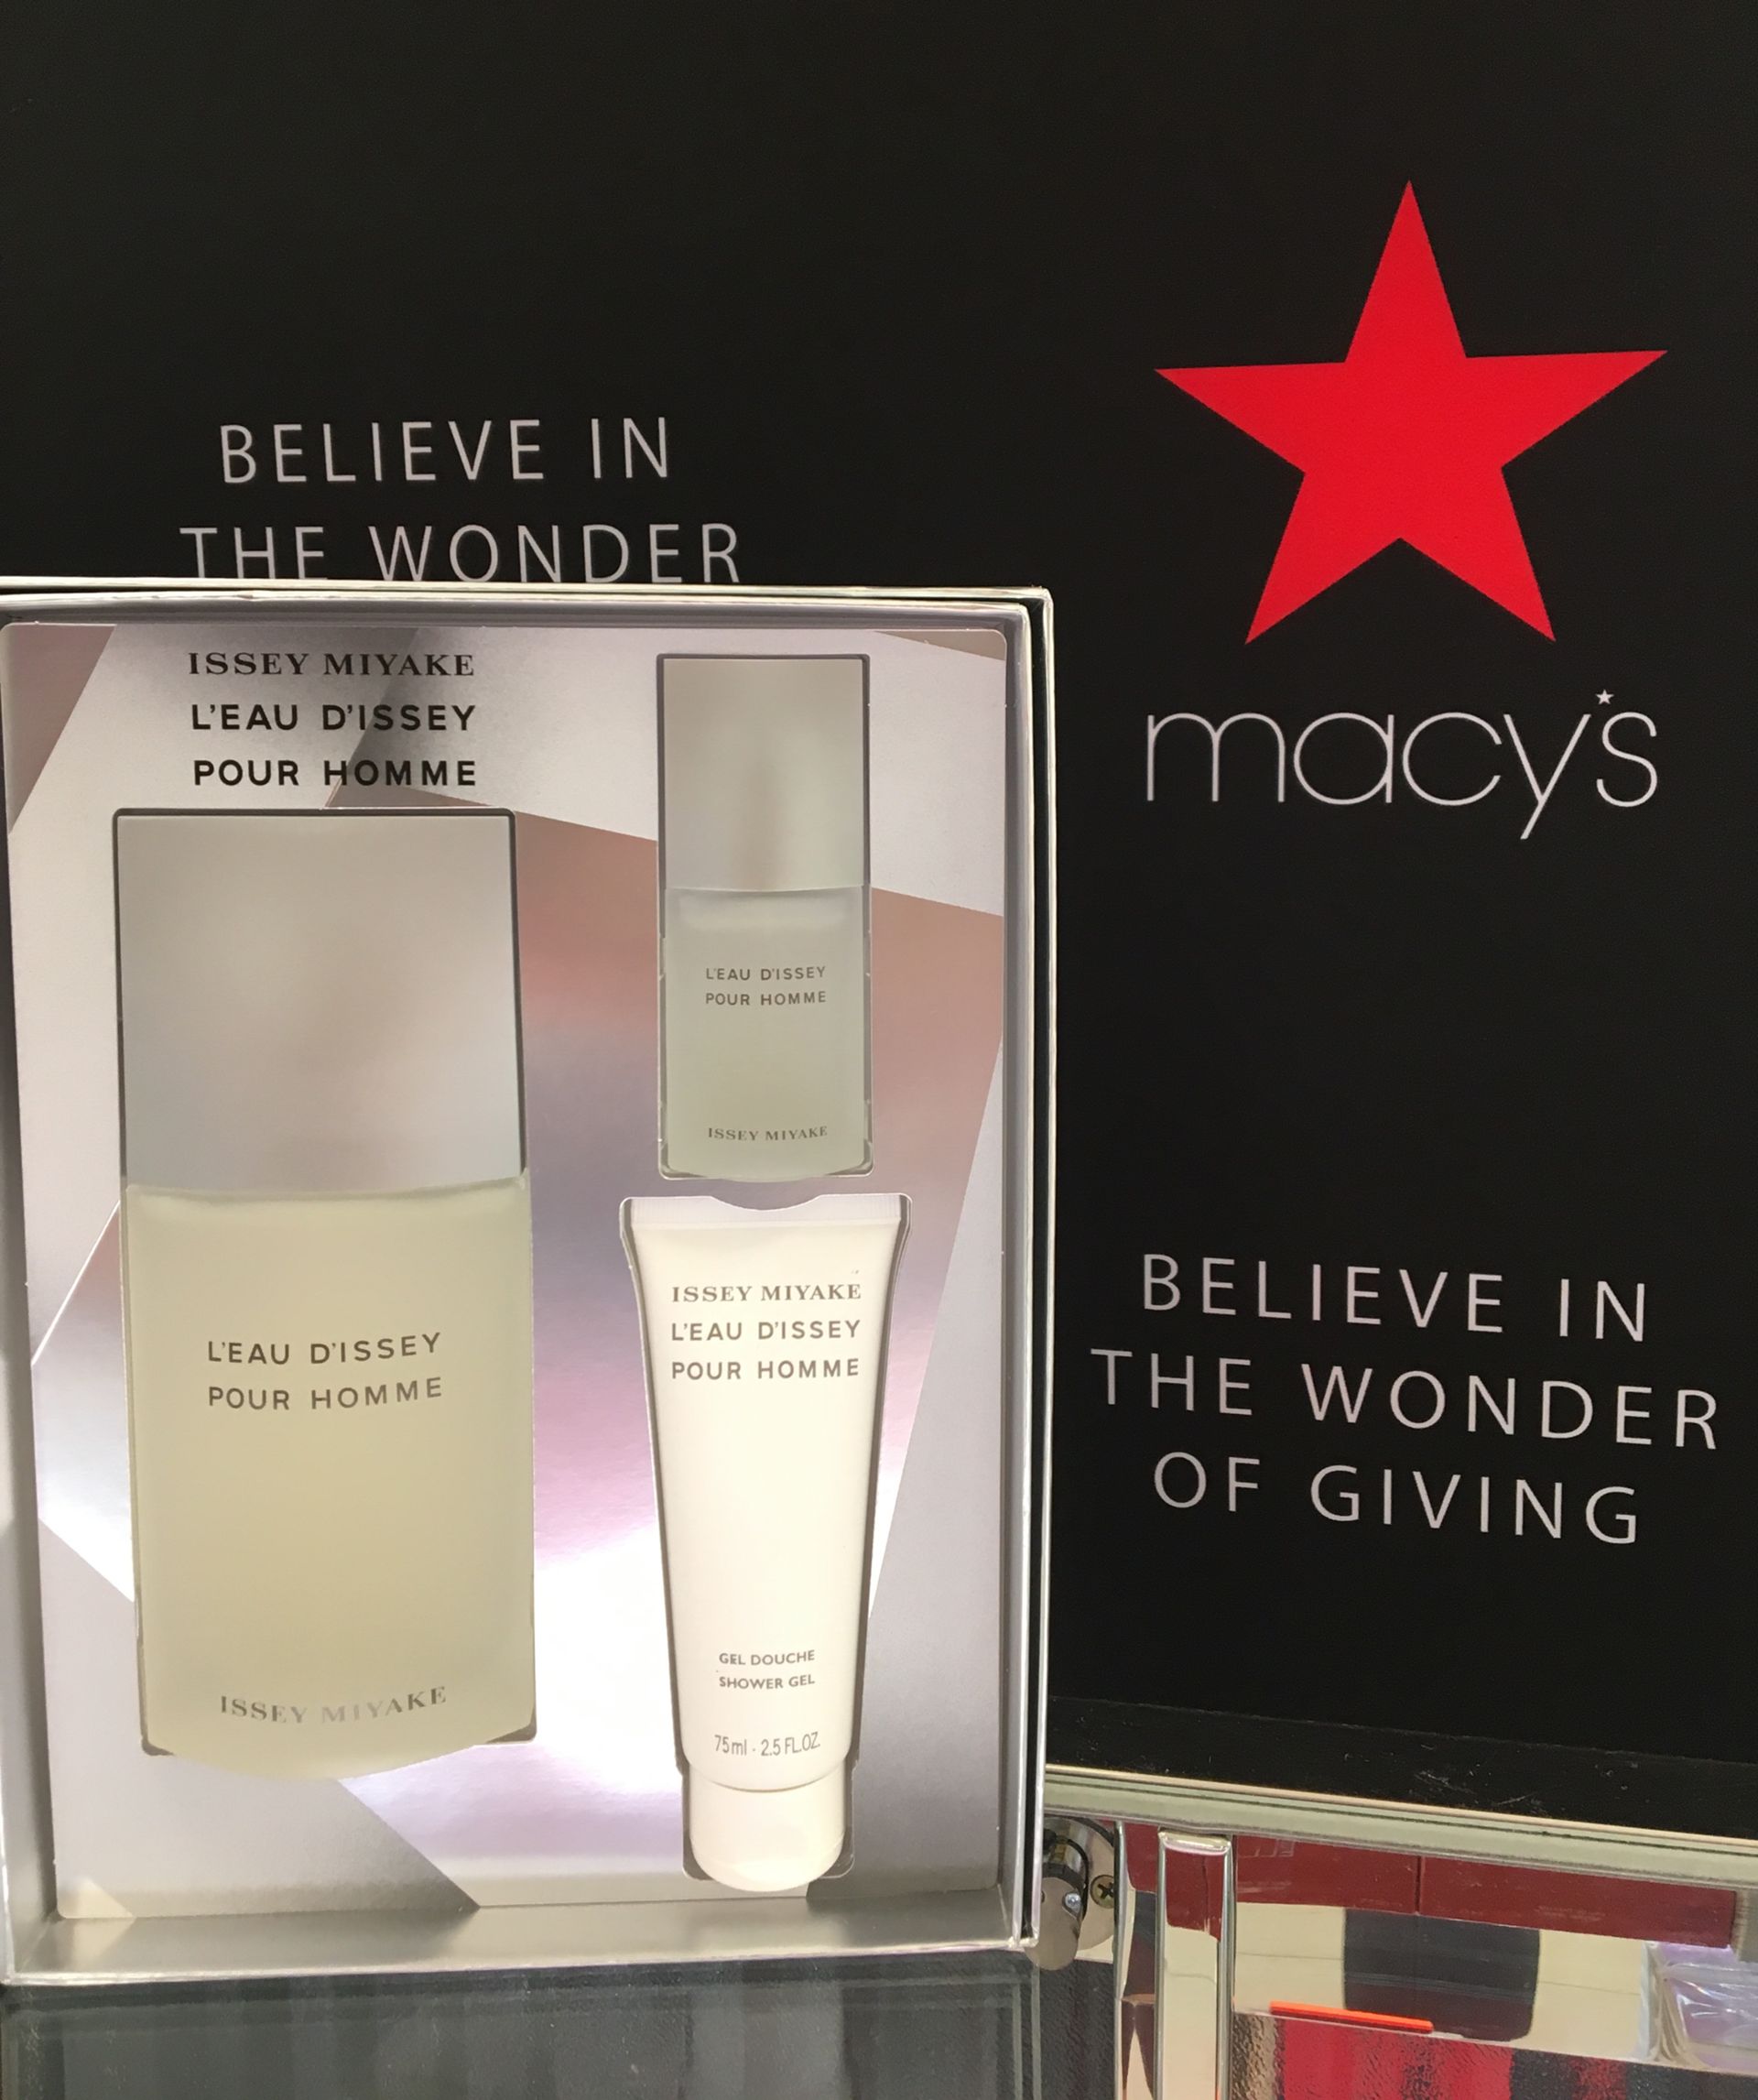 BELIEVE IN
THE WONDER
ISSEY MIYAKE
L'EAU D'ISSEY
POUR HOMME
L'EAU D'ISSEY
POUR HOMME
ISSEY MIYAKE
L'EAU D'ISSEY
POUR HOMME
ISSEY MIYAKE
ISSEY MIYAKE
L'EAU D'ISSEY
POUR HOMME
GEL DOUCHE
SHOWER GEL
75ml - 2.5 FL.OZ.
macy's
BELIEVE IN
THE WONDER
OF GIVING